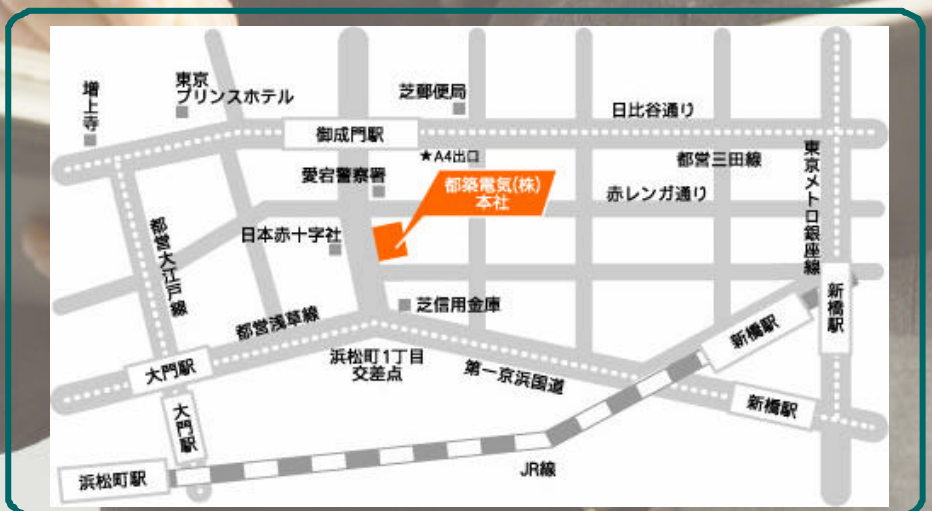 増上寺
東京
プリンスホテル
芝郵便局
日比谷通り
御成門駅
★A4出口
都営三田線
東京メトロ銀座線
愛宕警察署
都築電気(株)
本社
赤レンガ通り
日本赤十字社
都営大江戸線
芝信用金庫
新橋駅
都営浅草線
新橋駅
浜松町1丁目
交差点
大門駅
第一京浜国道
新橋駅
大門駅
浜松町駅
JR線